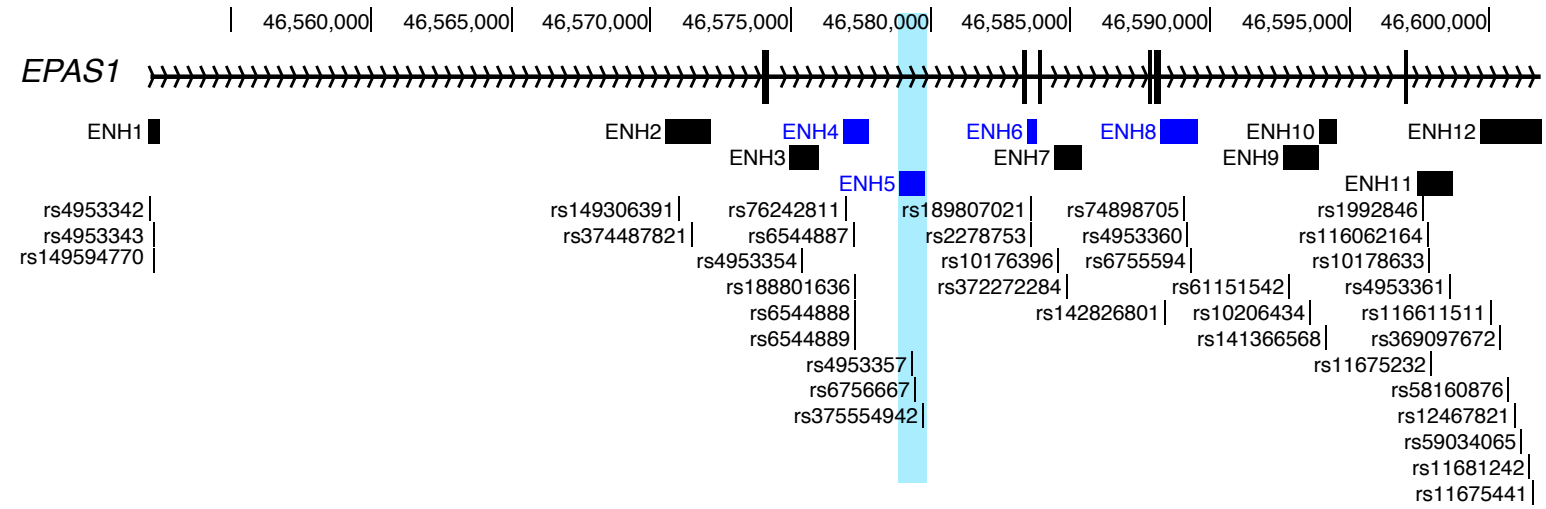 46,560,000 46,565,000 46,570,000 46,575,000 46,580,000 46,585,000 46,590,000 46,595,000 46,600,000
EPAS1
ENH1 ENH2 ENH4 ENH6 ENH8 ENH10 ENH12
ENH3 ENH7 ENH9
ENH5 ENH11
rs4953342 rs149306391 rs76242811 rs189807021 rs74898705 rs1992846
rs4953343 rs374487821 rs6544887 rs2278753 rs4953360 rs116062164
rs149594770 rs4953354 rs10176396 rs6755594 rs10178633
rs188801636 rs372272284 rs61151542 rs4953361
rs6544888 rs142826801 rs10206434 rs116611511
rs6544889 rs141366568 rs369097672
rs4953357 rs11675232
rs6756667 rs58160876
rs375554942 rs12467821
rs59034065
rs11681242
rs11675441